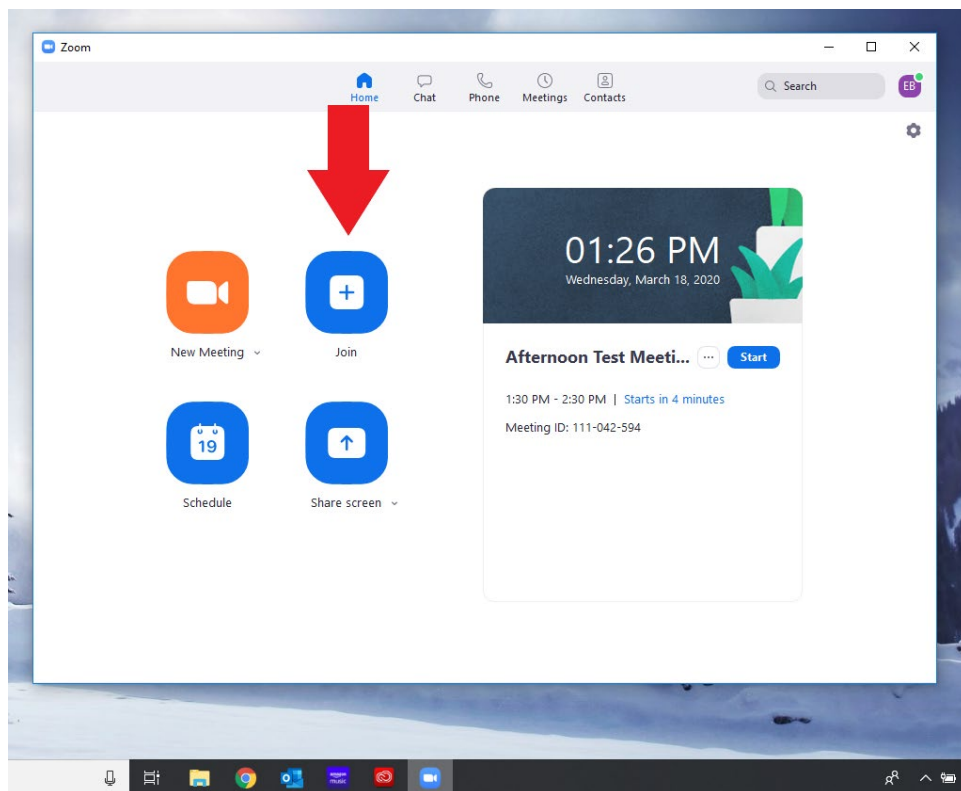 Zoom
Home
Chat
Phone
Meetings
Contacts
Search
EB
01:26 PM
Wednesday, March 18, 2020
New Meeting
Join
Afternoon Test Meeti... ... Start
1:30 PM - 2:30 PM | Starts in 4 minutes
Meeting ID: 111-042-594
19
Schedule
Share screen
music